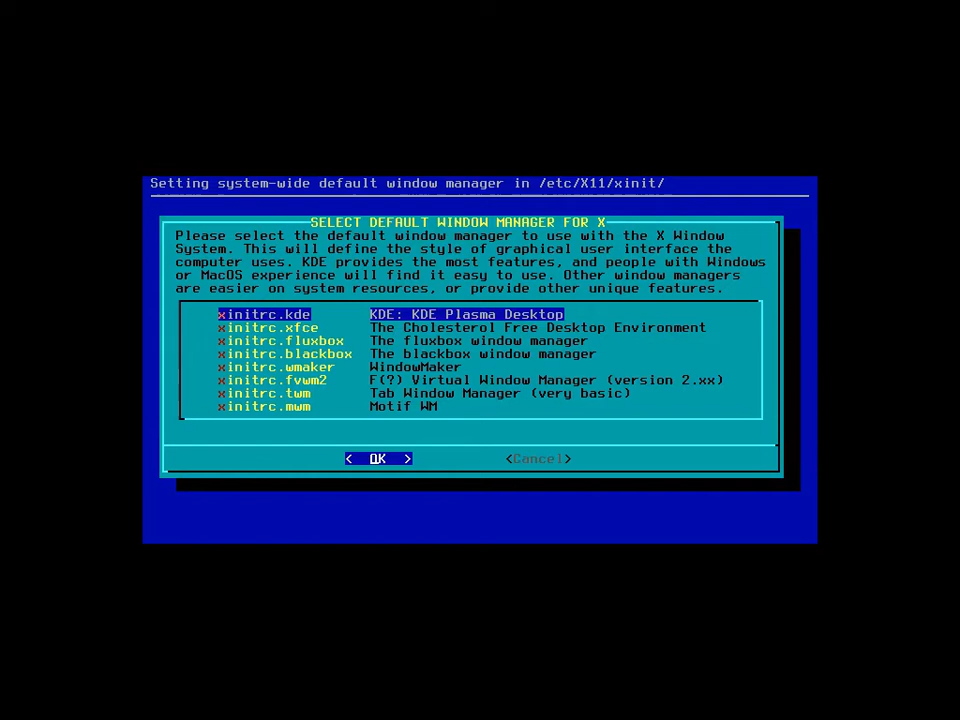 Setting system-wide default window manager in /etc/X11/xinit/
SELECT DEFAULT WINDOW MANAGER FOR X
Please select the default window manager to use with the X Window
System. This will define the style of graphical user interface the
computer uses. KDE provides the most features, and people with Windows
or MacOS experience will find it easy to use. Other window managers
are easier on system resources, or provide other unique features.
xinitrc.kde KDE: KDE Plasma Desktop
xinitrc.xfce The Cholesterol Free Desktop Environment
xinitrc.fluxbox The fluxbox window manager
xinitrc.blackbox The blackbox window manager
xinitrc.wmaker WindowMaker
xinitrc.fvwm2 F(?) Virtual Window Manager (version 2.xx)
xinitrc.twm Tab Window Manager (very basic)
xinitrc.mwm Motif WM
< OK > <Cancel>